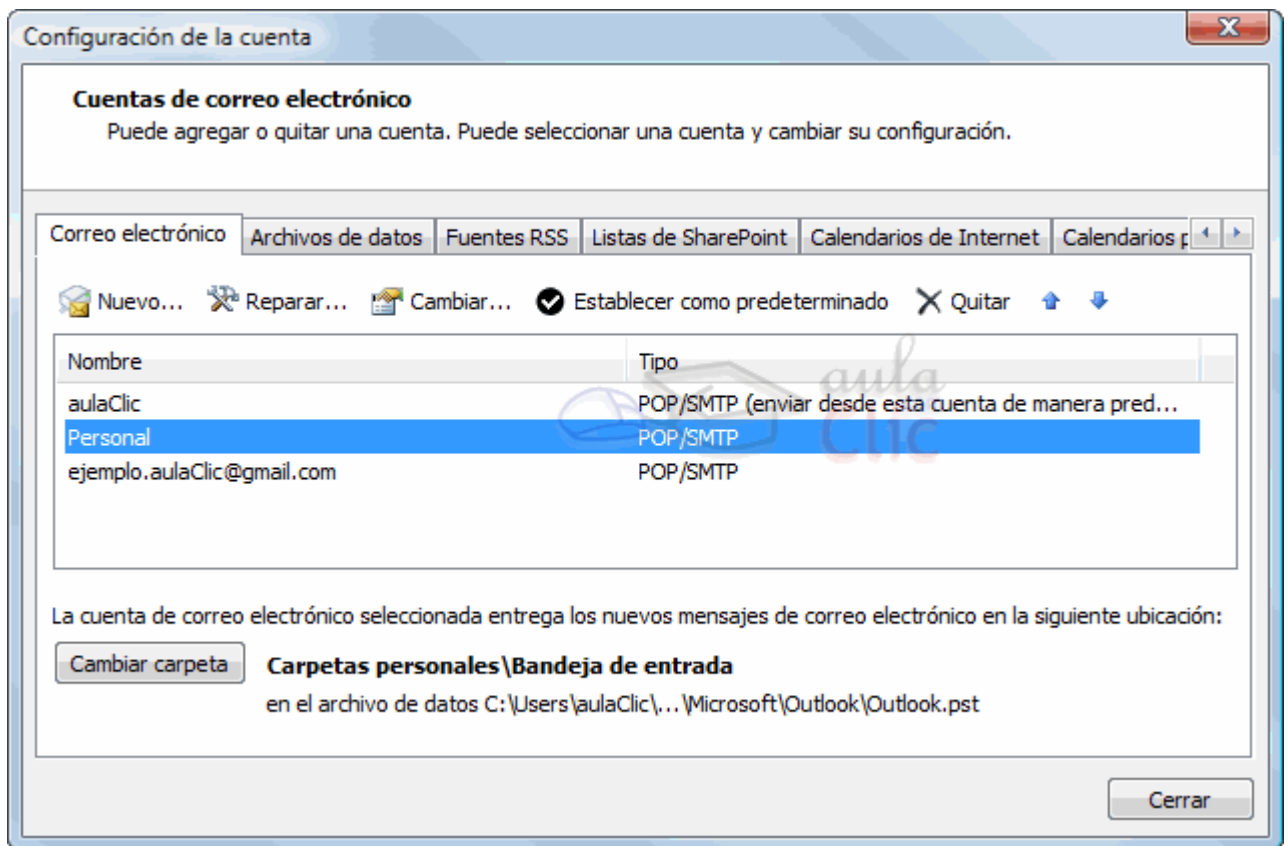 Configuración de la cuenta
Cuentas de correo electrónico
Puede agregar o quitar una cuenta. Puede seleccionar una cuenta y cambiar su configuración.
Correo electrónico Archivos de datos Fuentes RSS Listas de SharePoint Calendarios de Internet Calendarios p
Nuevo... Reparar... Cambiar... Establecer como predeterminado Quitar
Nombre Tipo
aulaClic POP/SMTP (enviar desde esta cuenta de manera pred...
Personal POP/SMTP
ejemplo.aulaClic@gmail.com POP/SMTP
aula
Clic
La cuenta de correo electrónico seleccionada entrega los nuevos mensajes de correo electrónico en la siguiente ubicación:
Cambiar carpeta Carpetas personales\Bandeja de entrada
en el archivo de datos C:\Users\aulaClic\...\Microsoft\Outlook\Outlook.pst
Cerrar